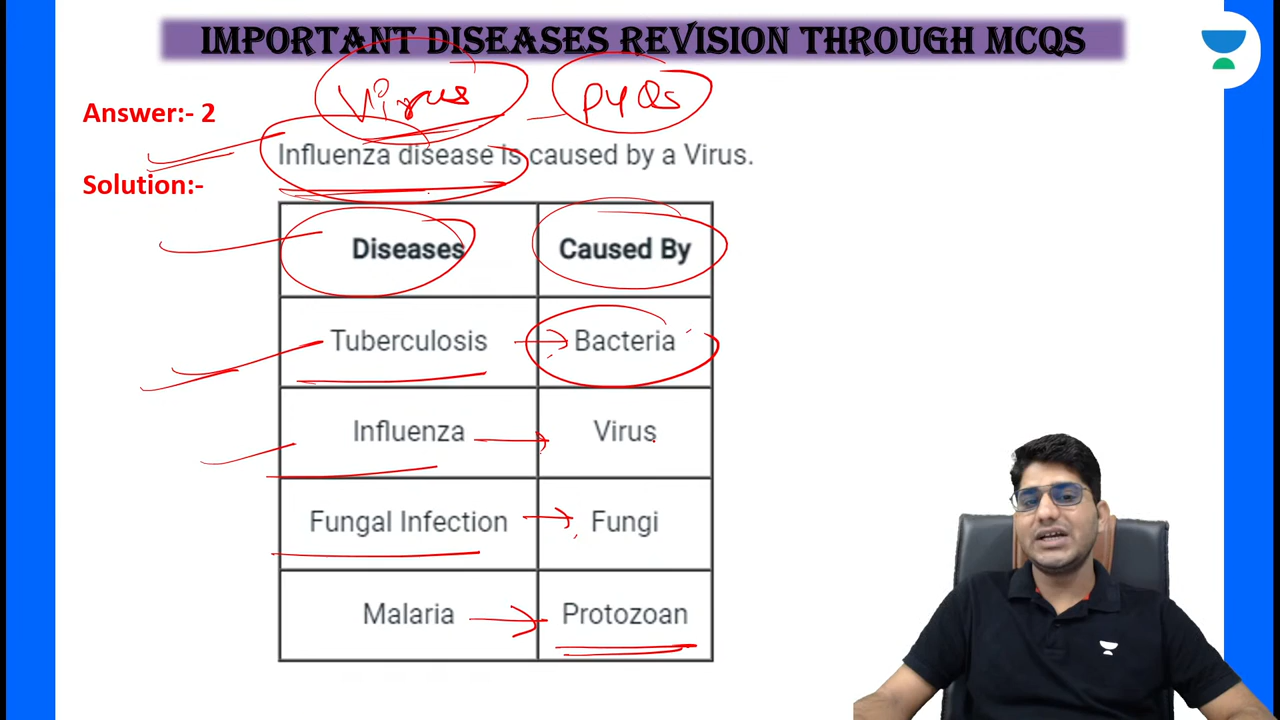 IMPORTANT DISEASES REVISION THROUGH MCQS
Virus PYQs
Answer:- 2
Influenza disease is caused by a Virus.
Solution:-
Diseases Caused By
Tuberculosis Bacteria
Influenza Virus
Fungal Infection Fungi
Malaria Protozoan